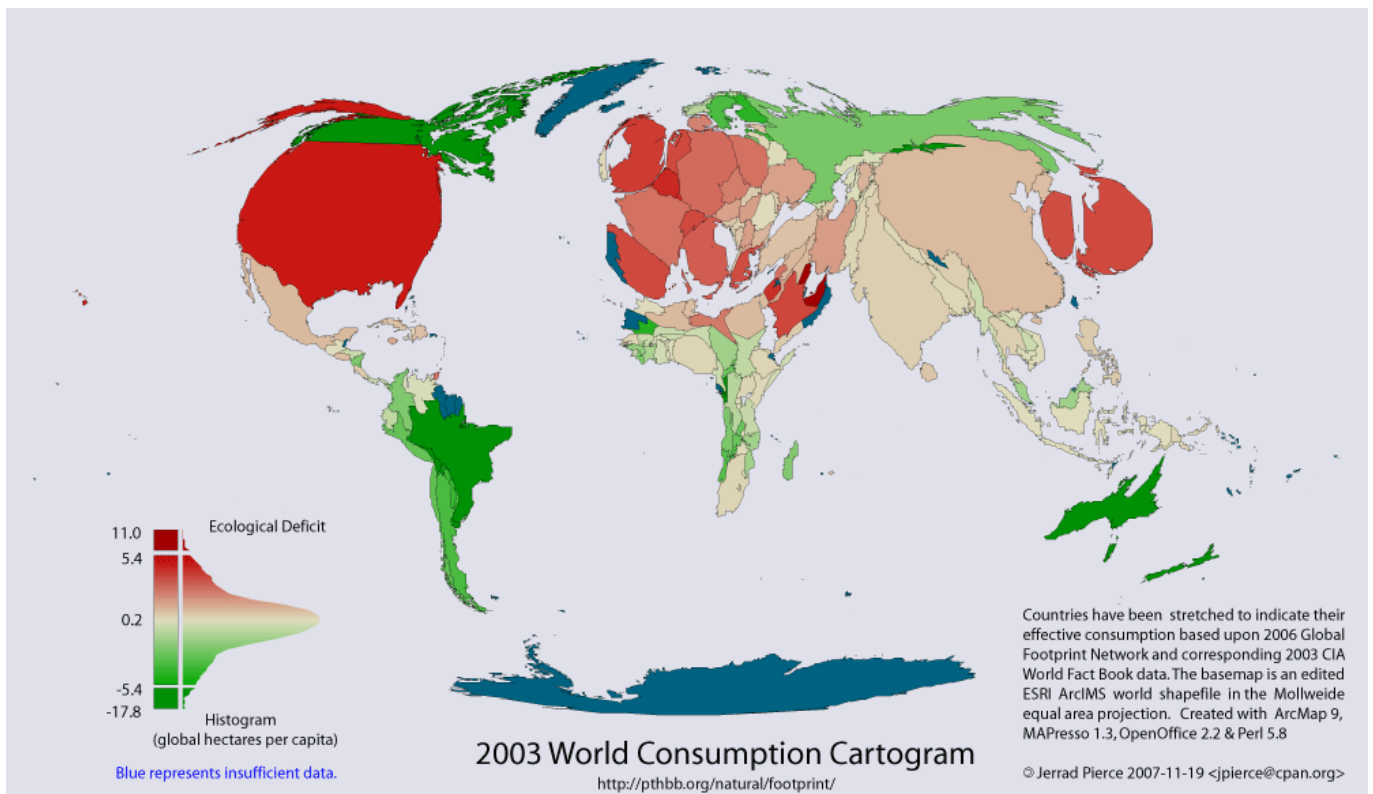 Ecological Deficit
11.0
5.4
0.2
-5.4
-17.8
Histogram
(global hectares per capita)
Blue represents insufficient data.
2003 World Consumption Cartogram
http://pthbb.org/natural/footprint/
Countries have been stretched to indicate their
effective consumption based upon 2006 Global
Footprint Network and corresponding 2003 CIA
World Fact Book data. The basemap is an edited
ESRI ArcIMS world shapefile in the Mollweide
equal area projection. Created with ArcMap 9,
MAPresso 1.3, OpenOffice 2.2 & Perl 5.8
🄯 Jerrad Pierce 2007-11-19 <jpierce@cpan.org>